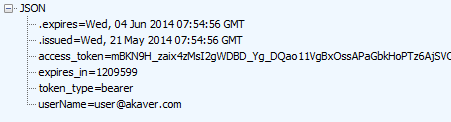 JSON
.expires=Wed, 04 Jun 2014 07:54:56 GMT
.issued=Wed, 21 May 2014 07:54:56 GMT
access_token=mBKN9H_zaix4zMsI2gWDBD_Yg_DQao11VgBxOssAPaGbkHoPTz6AjSVC
expires_in=1209599
token_type=bearer
userName=user@akaver.com